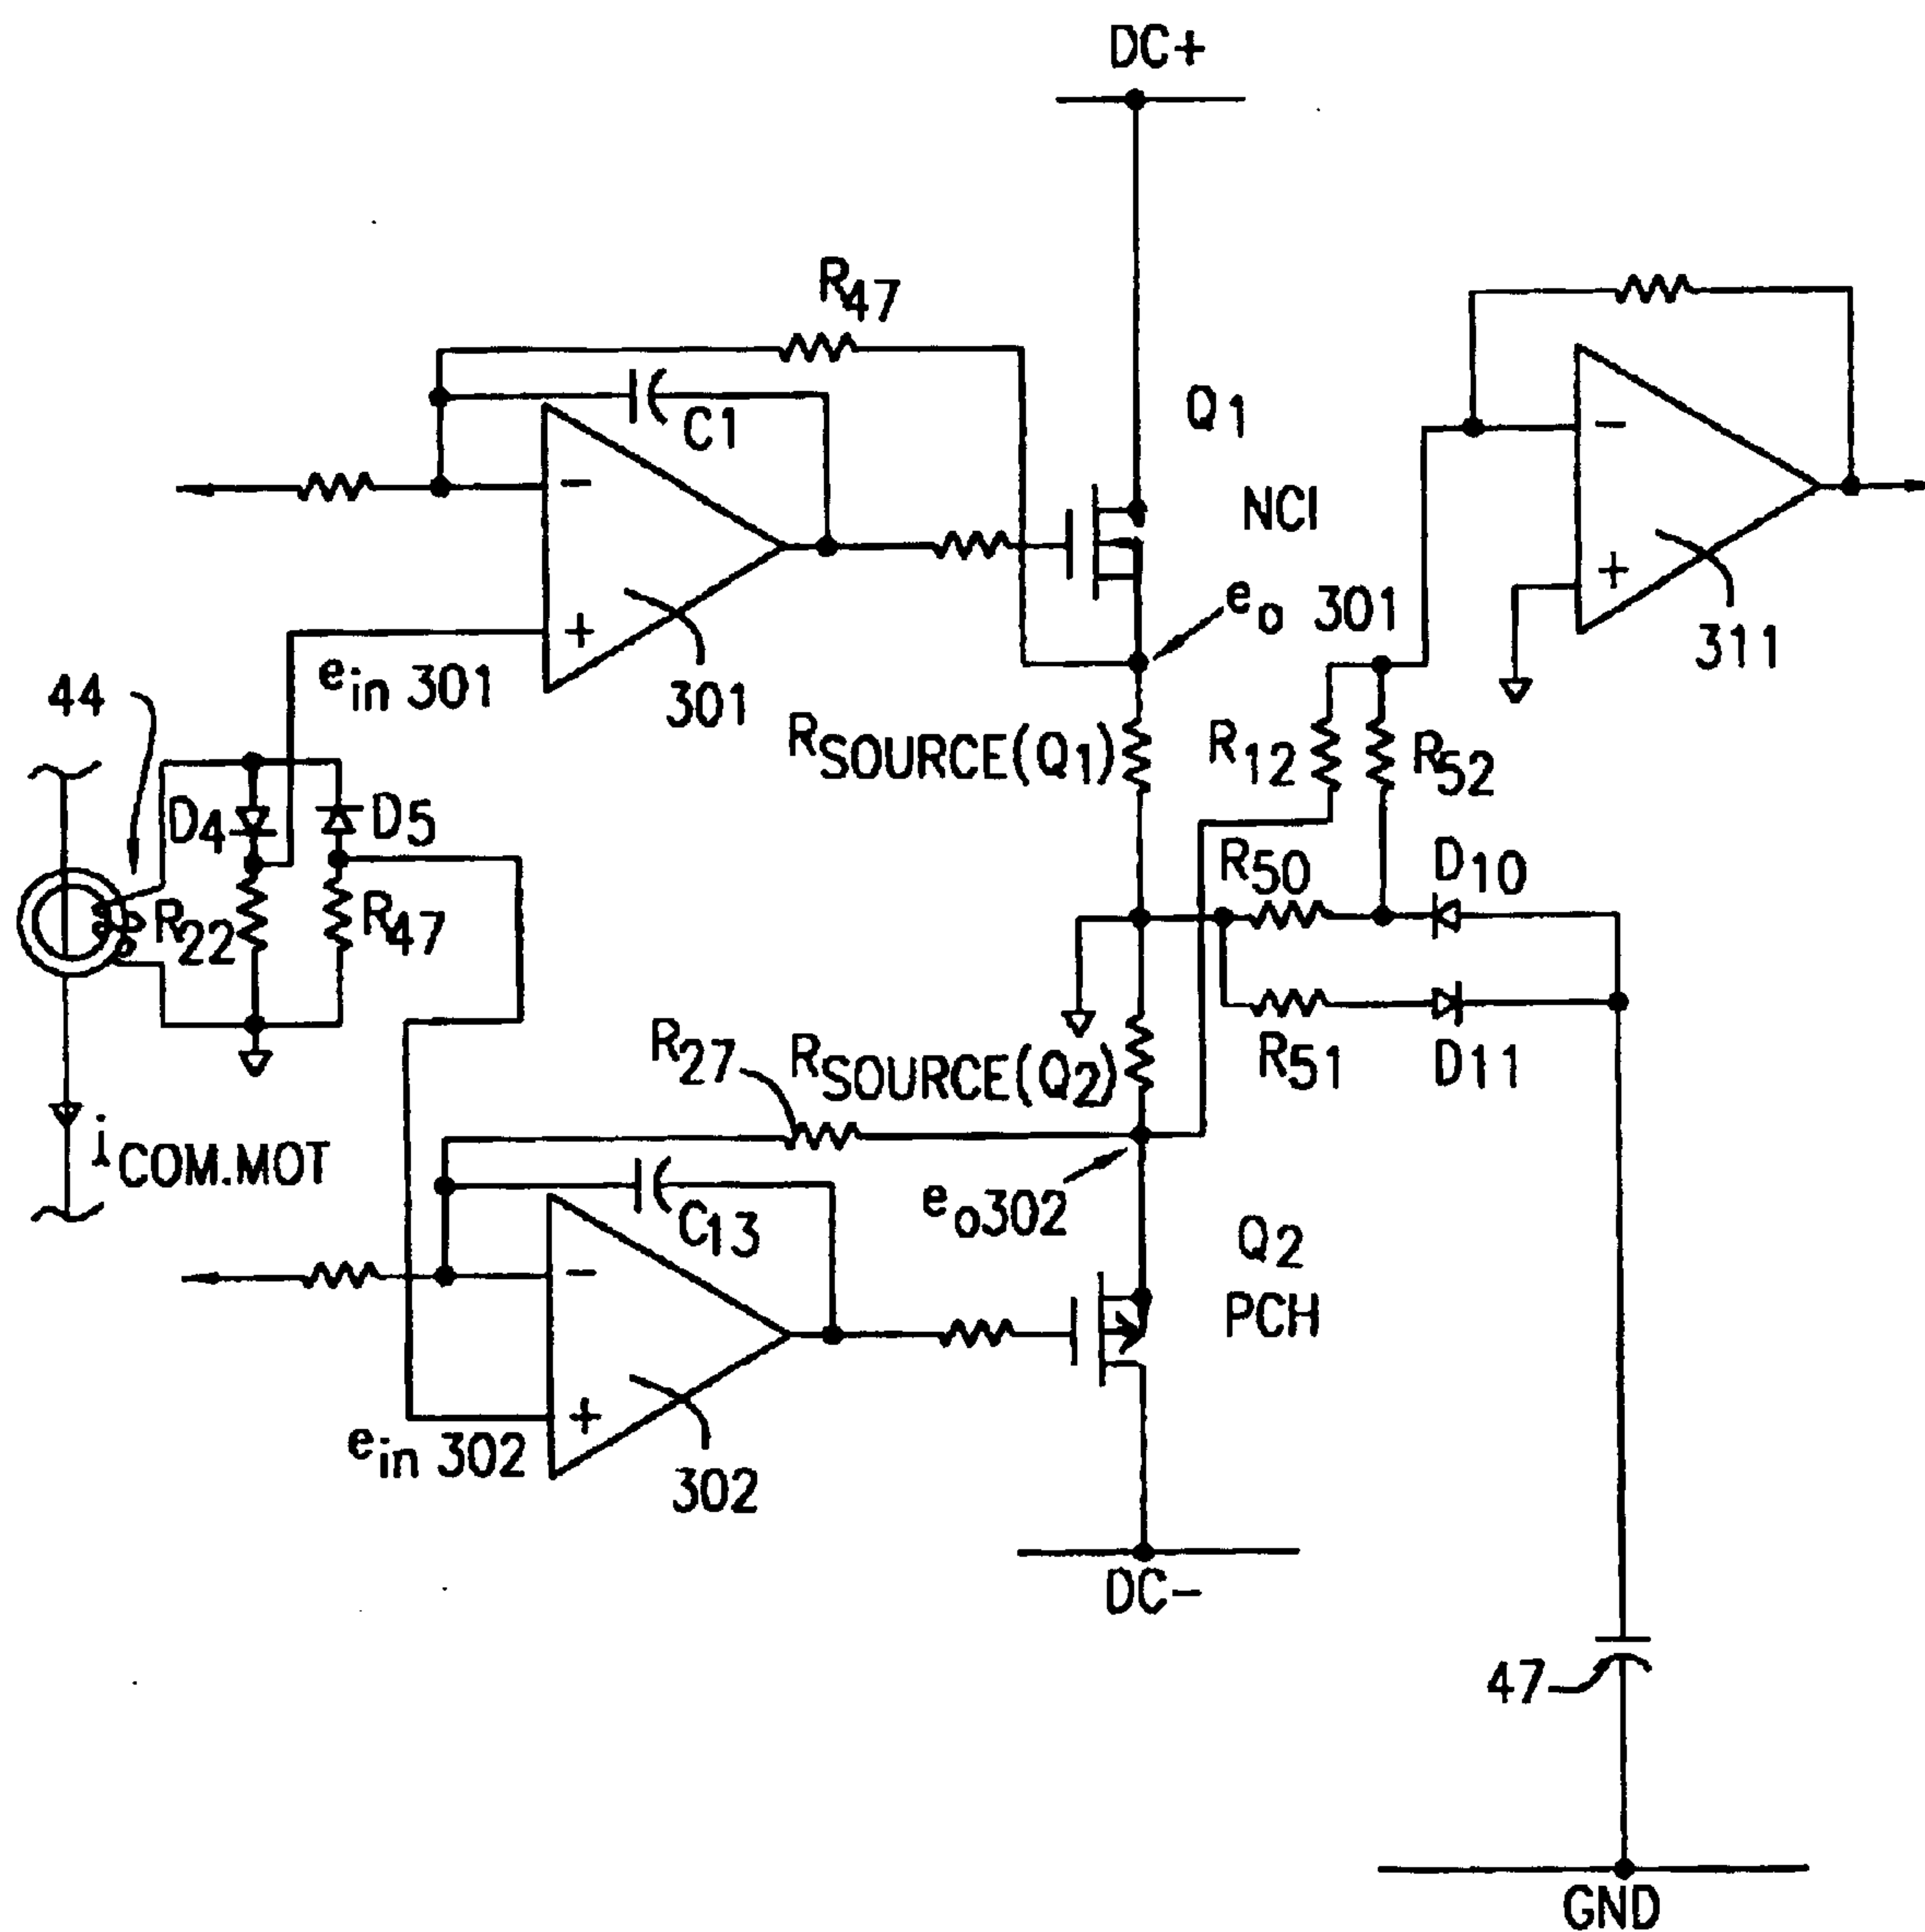 DC+
R47
C1
Q1
NCI
−
+
−
+
eo 301
ein 301
301
311
44
RSOURCE(Q1)
R12
R52
D4
D5
R50
D10
R22
R47
R51
D11
R27
RSOURCE(Q2)
iCOM.MOT
eo302
C13
Q2
PCH
−
+
ein 302
302
DC−
47
GND